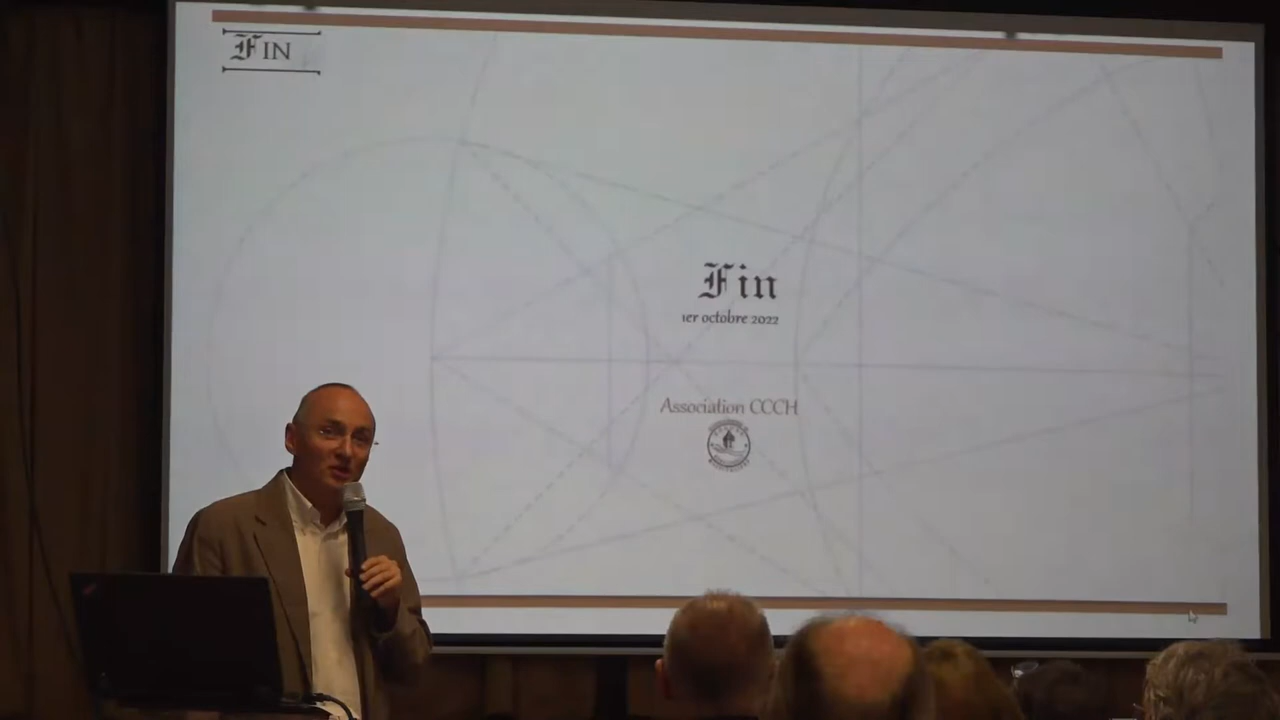 FIN
Fin
1er octobre 2022
Association CCCH